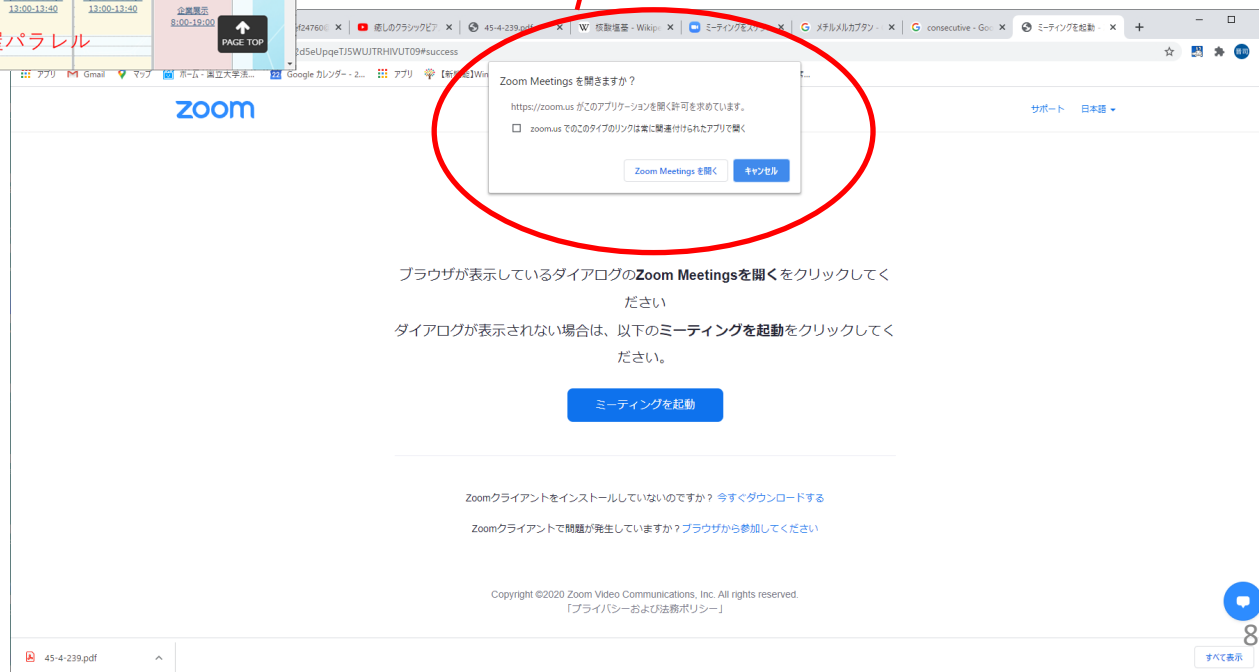 13:00-13:40
13:00-13:40
企業展示
8:00-19:00
パラレル
PAGE TOP
癒しのクラシックピア
45-4-239.pdf
核酸塩基 - Wikip
ミーティングをスケ
メチルメルカプタン -
consecutive - Goo
ミーティングを起動 -
2d5eUpqeTJ5WUJTRHIVUT09#success
アプリ
Gmail
マップ
ホーム - 国立大学法...
Google カレンダー - 2...
アプリ
Zoom Meetings を開きますか？
https://zoom.us がこのアプリケーションを開く許可を求めています。
zoom.us でのこのタイプのリンクは常に関連付けられたアプリで開く
Zoom Meetings を開く
キャンセル
zoom
サポート
日本語
ブラウザが表示しているダイアログのZoom Meetingsを開くをクリックしてく
ださい
ダイアログが表示されない場合は、以下のミーティングを起動をクリックしてく
ださい。
ミーティングを起動
Zoomクライアントをインストールしていないのですか？ 今すぐダウンロードする
Zoomクライアントで問題が発生していますか？ブラウザから参加してください
Copyright ©2020 Zoom Video Communications, Inc. All rights reserved.
「プライバシーおよび法務ポリシー」
8
45-4-239.pdf
すべて表示